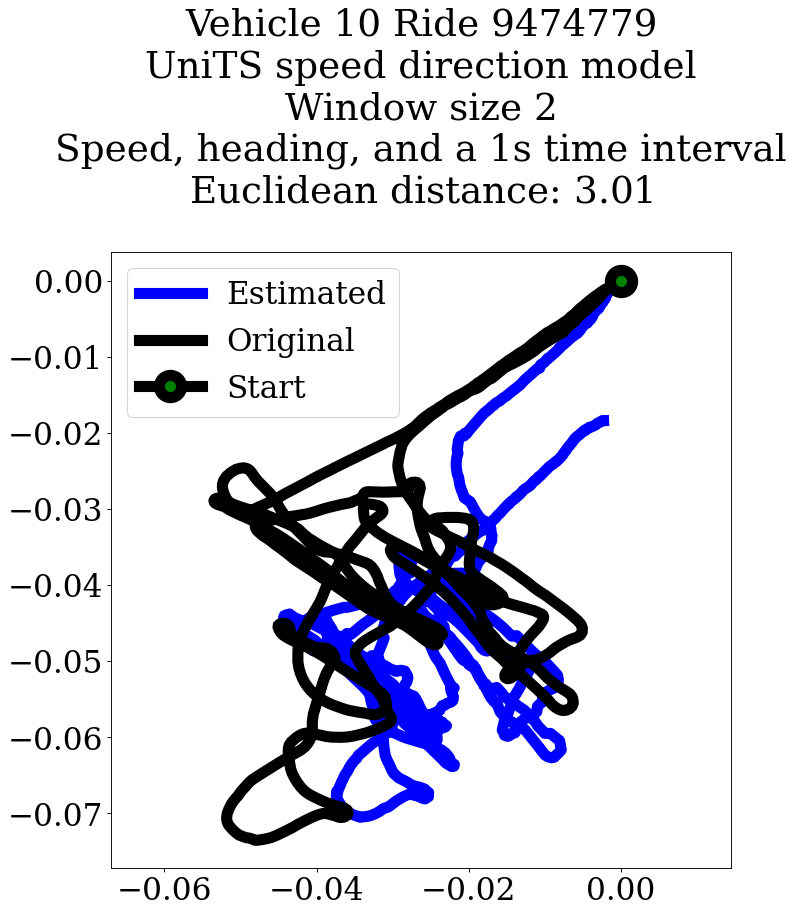 Vehicle 10 Ride 9474779
UniTS speed direction model
Window size 2
Speed, heading, and a 1s time interval
Euclidean distance: 3.01
Estimated
Original
Start
0.00
−0.01
−0.02
−0.03
−0.04
−0.05
−0.06
−0.07
−0.06
−0.04
−0.02
0.00